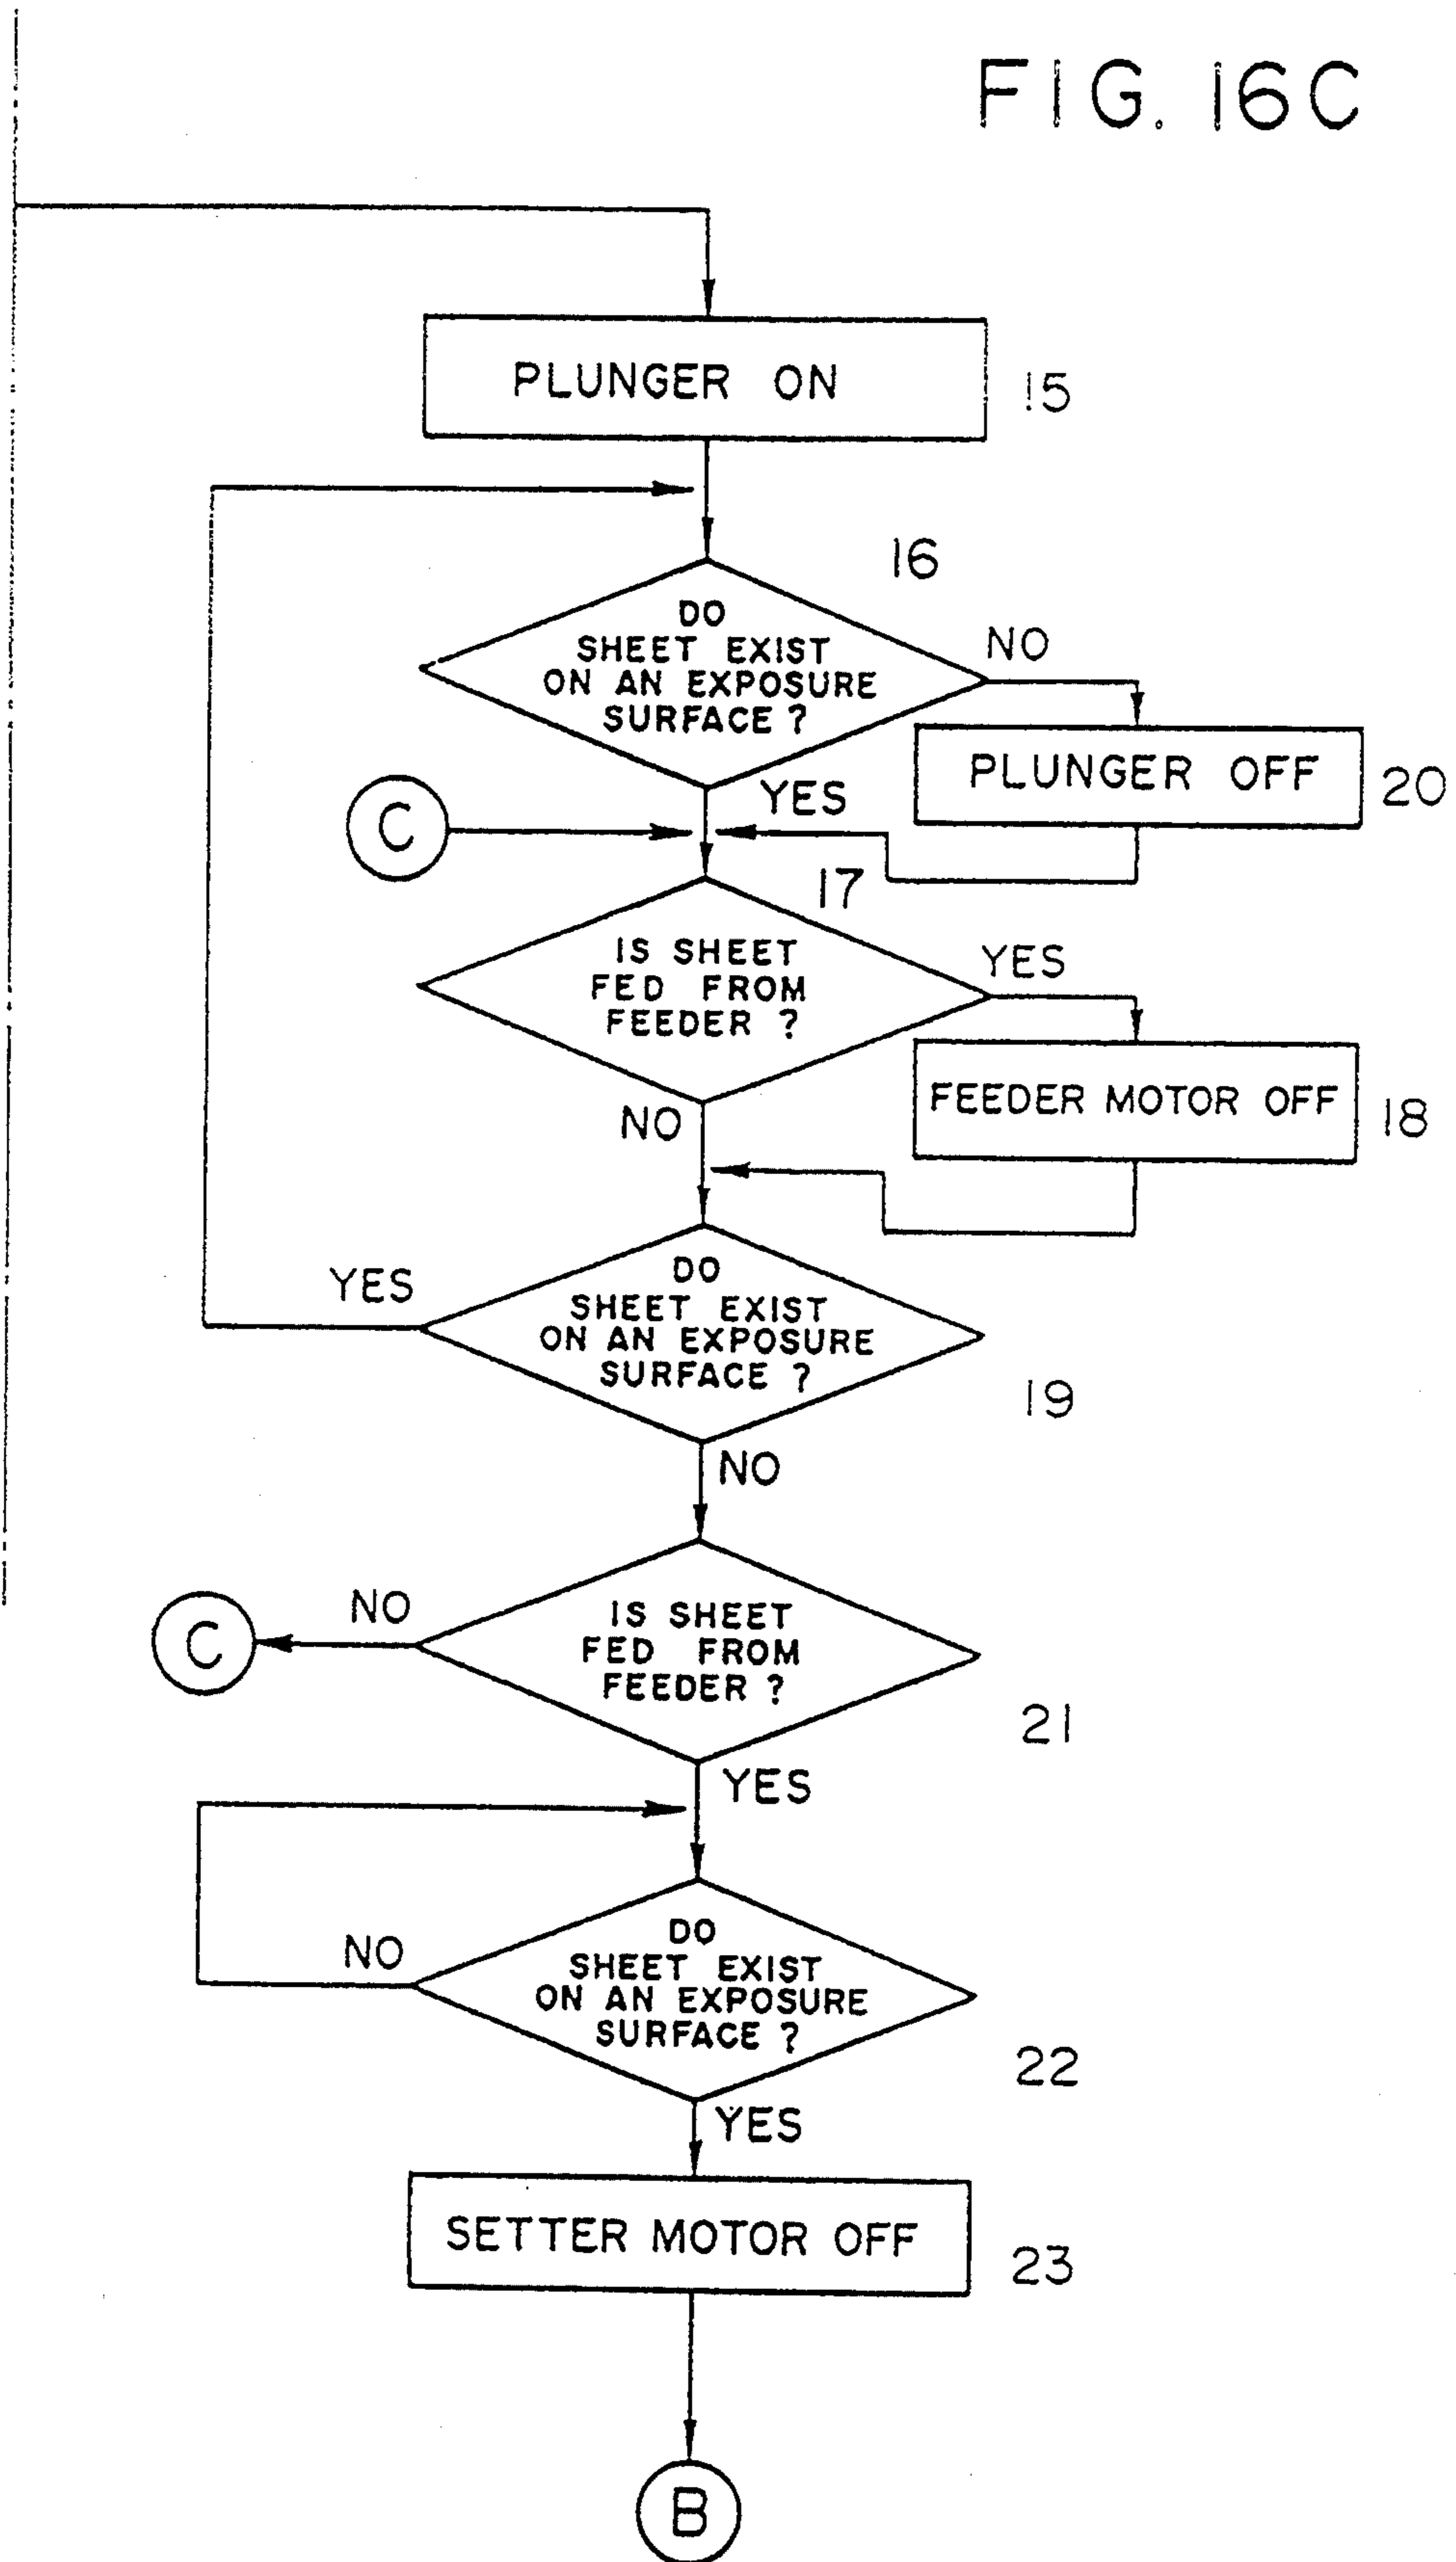 FIG. 16C
PLUNGER ON
15
16
DO
SHEET EXIST
ON AN EXPOSURE
SURFACE ?
NO
PLUNGER OFF
20
YES
C
17
IS SHEET
FED FROM
FEEDER ?
YES
FEEDER MOTOR OFF
18
NO
DO
SHEET EXIST
ON AN EXPOSURE
SURFACE ?
YES
19
NO
IS SHEET
FED FROM
FEEDER ?
NO
C
21
YES
DO
SHEET EXIST
ON AN EXPOSURE
SURFACE ?
NO
22
YES
SETTER MOTOR OFF
23
B